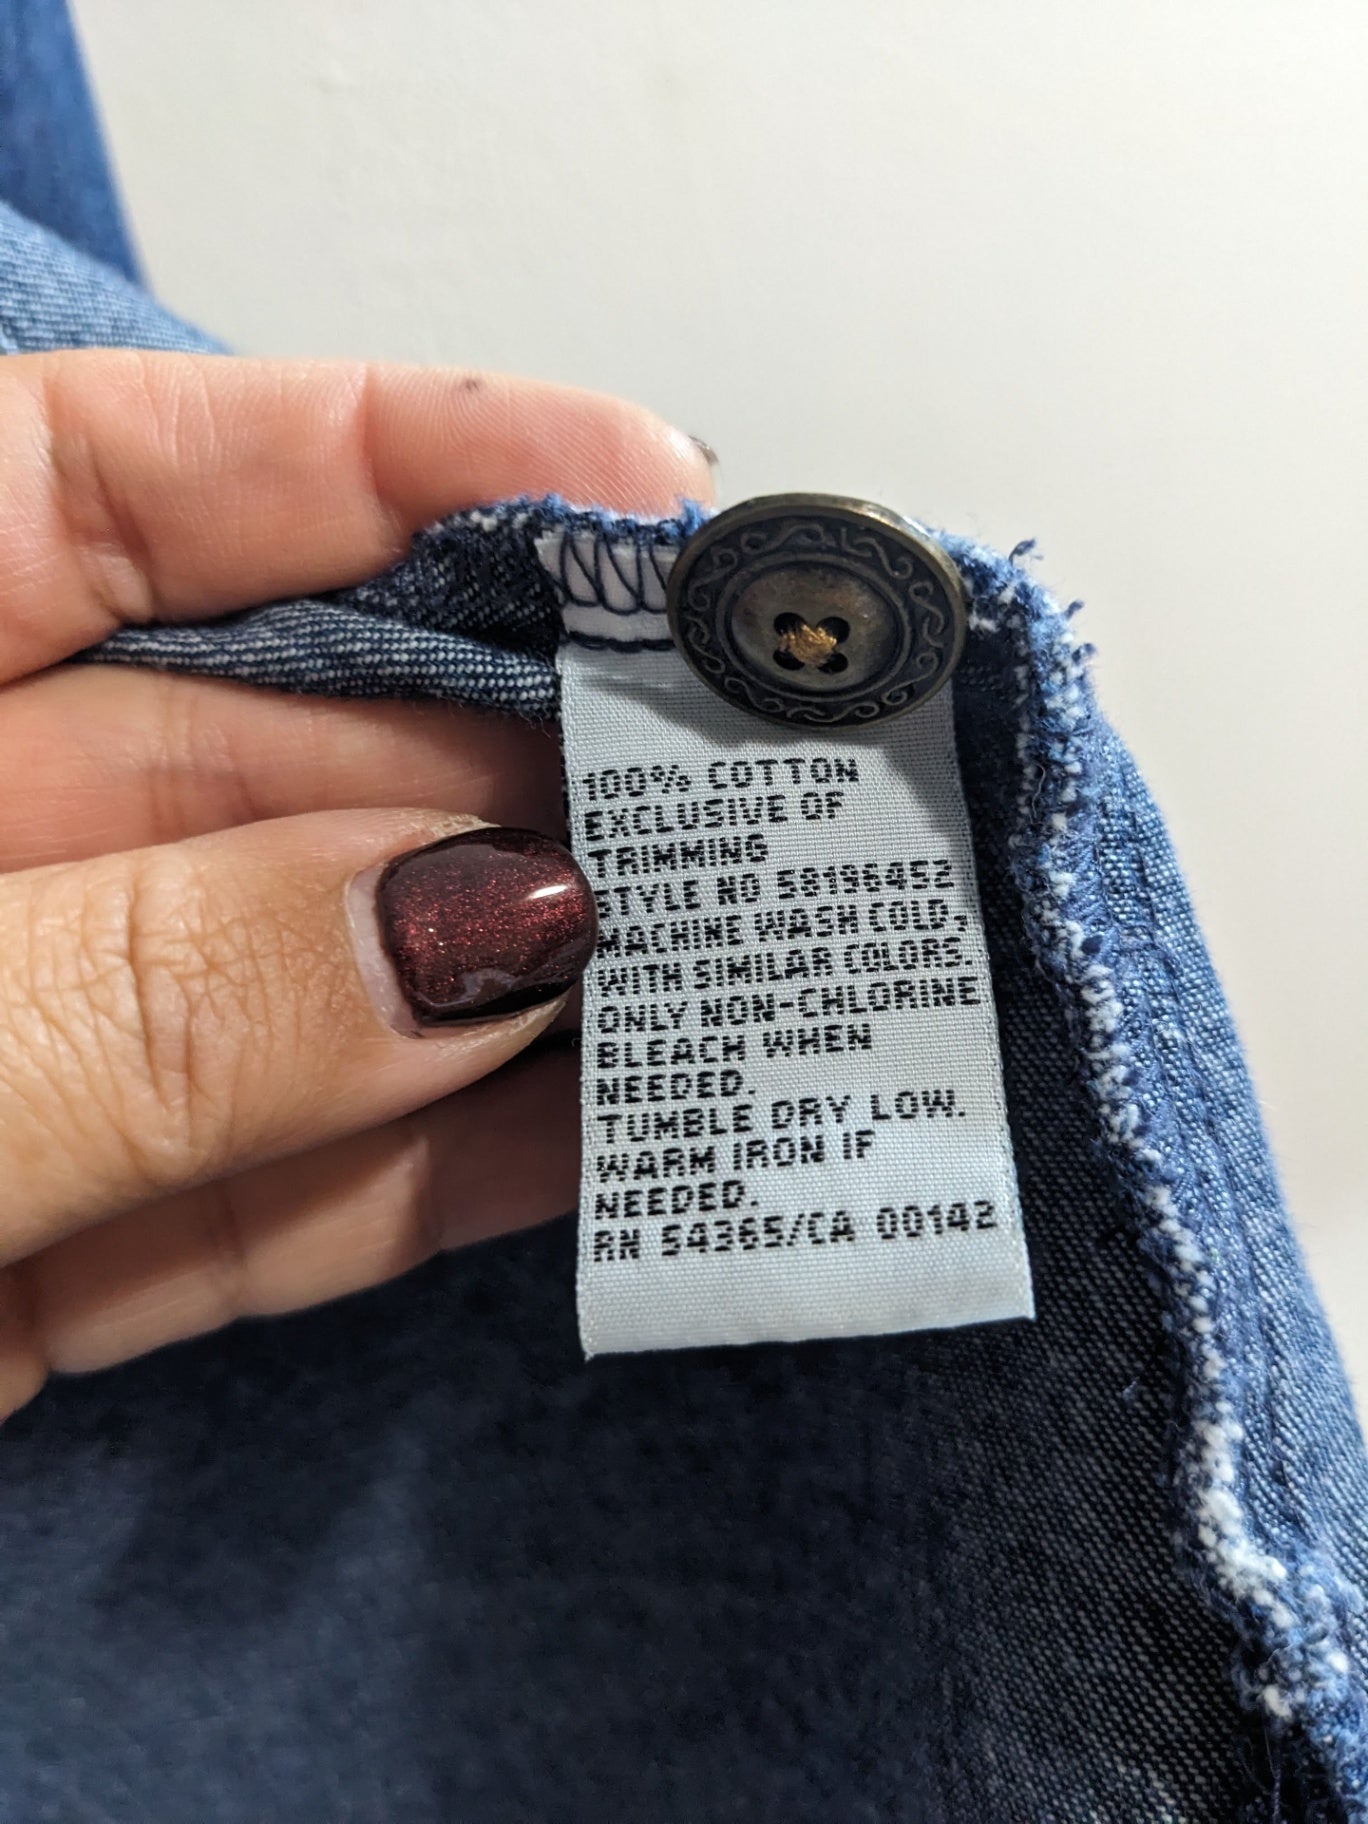 100% COTTON
EXCLUSIVE OF
TRIMMING
STYLE NO 58196452
MACHINE WASH COLD,
WITH SIMILAR COLORS.
ONLY NON-CHLORINE
BLEACH WHEN
NEEDED.
TUMBLE DRY LOW.
WARM IRON IF
NEEDED.
RN 54365/CA 00142